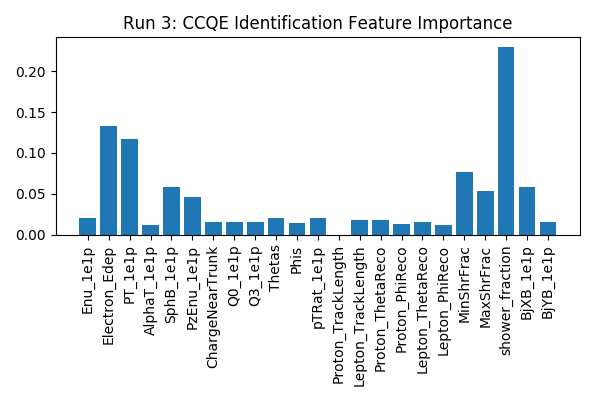 Run 3: CCQE Identification Feature Importance
0.20
0.15
0.10
0.05
0.00
Enu_1e1p
Electron_Edep
PT_1e1p
AlphaT_1e1p
SphB_1e1p
PzEnu_1e1p
ChargeNearTrunk
Q0_1e1p
Q3_1e1p
Thetas
Phis
pTRat_1e1p
Proton_TrackLength
Lepton_TrackLength
Proton_ThetaReco
Proton_PhiReco
Lepton_ThetaReco
Lepton_PhiReco
MinShrFrac
MaxShrFrac
shower_fraction
BjXB_1e1p
BjYB_1e1p